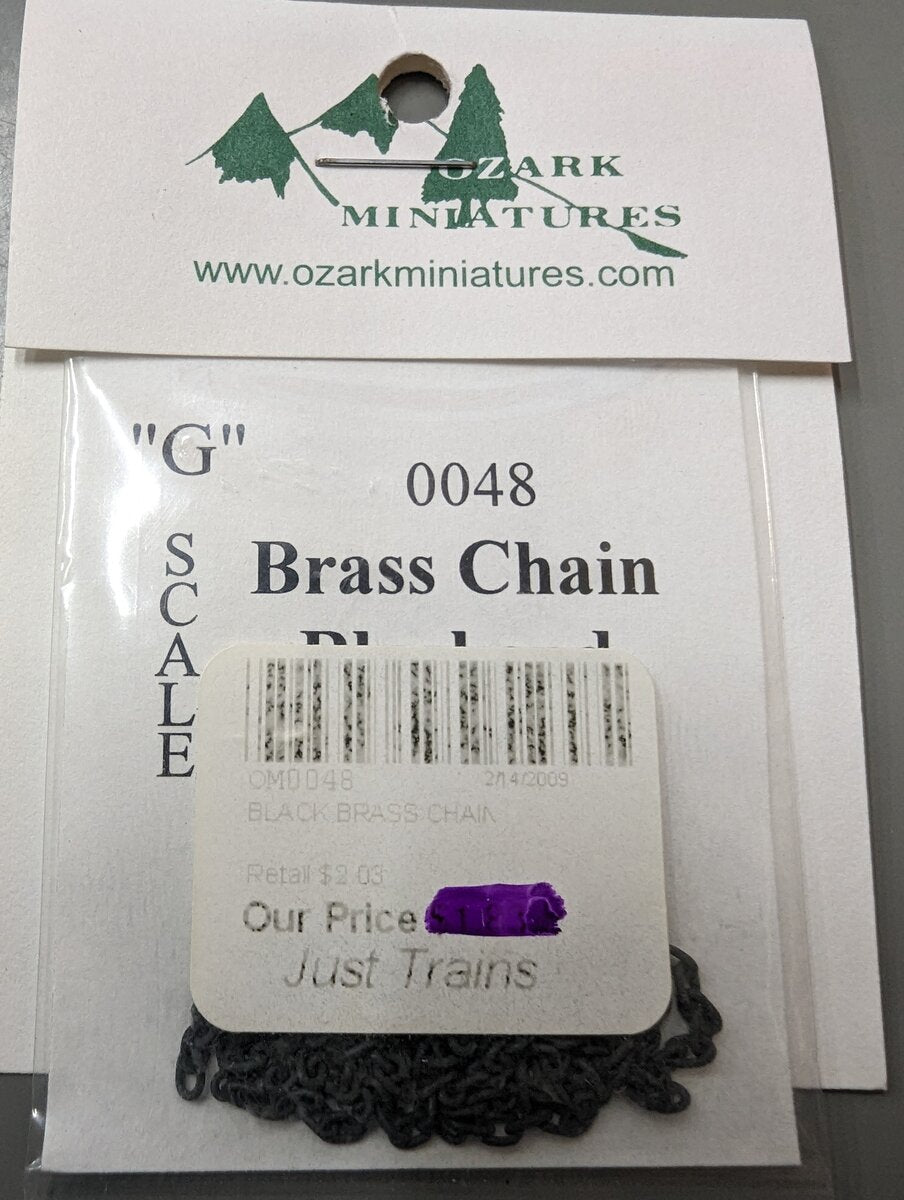 OZARK
MINIATURES
www.ozarkminiatures.com
"G"
SCALE
0048
Brass Chain
OM0048 2/14/2009
BLACK BRASS CHAIN
Retail $2.03
Our Price
Just Trains